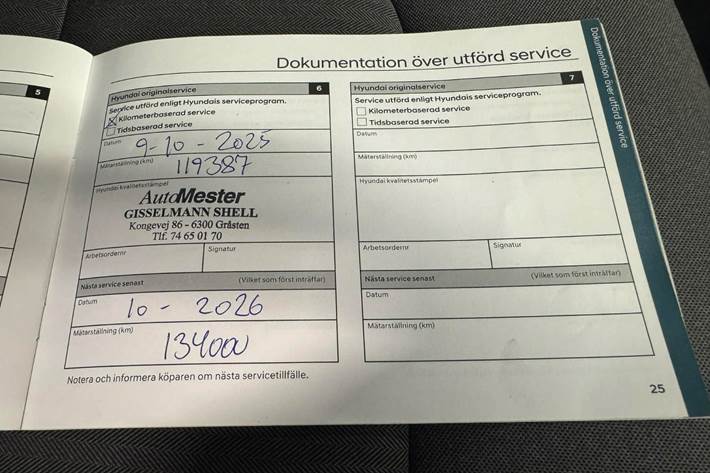 Dokumentation över utförd service
Dokumentation över utförd service
5
Hyundai originalservice 6
Service utförd enligt Hyundais serviceprogram.
Kilometerbaserad service
Tidsbaserad service
Datum 9-10-2025
Mätarställning (km) 119387
Hyundai kvalitetsstämpel
AutoMester
GISSELMANN SHELL
Kongevej 86 - 6300 Gråsten
Tlf. 74 65 01 70
Arbetsordernr Signatur
Nästa service senast (Vilket som först inträffar)
Datum 10 - 2026
Mätarställning (km)
134000
Notera och informera köparen om nästa servicetillfälle.
Hyundai originalservice 7
Service utförd enligt Hyundais serviceprogram.
Kilometerbaserad service
Tidsbaserad service
Datum
Mätarställning (km)
Hyundai kvalitetsstämpel
Arbetsordernr Signatur
Nästa service senast (Vilket som först inträffar)
Datum
Mätarställning (km)
25